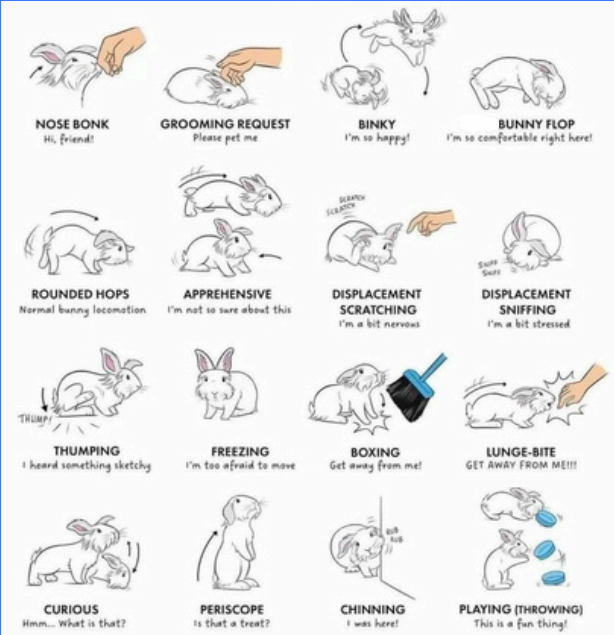 NOSE BONK
Hi, friend!
GROOMING REQUEST
Please pet me
BINKY
I'm so happy!
BUNNY FLOP
I'm so comfortable right here!
ROUNDED HOPS
Normal bunny locomotion
APPREHENSIVE
I'm not so sure about this
SCRATCH
SCRATCH
DISPLACEMENT
SCRATCHING
I'm a bit nervous
SNIFF
SNIFF
DISPLACEMENT
SNIFFING
I'm a bit stressed
THUMP!
THUMPING
I heard something sketchy
FREEZING
I'm too afraid to move
BOXING
Get away from me!
LUNGE-BITE
GET AWAY FROM ME!!!
CURIOUS
Hmm... What is that?
PERISCOPE
Is that a treat?
RUB
RUB
CHINNING
I was here!
PLAYING (THROWING)
This is a fun thing!